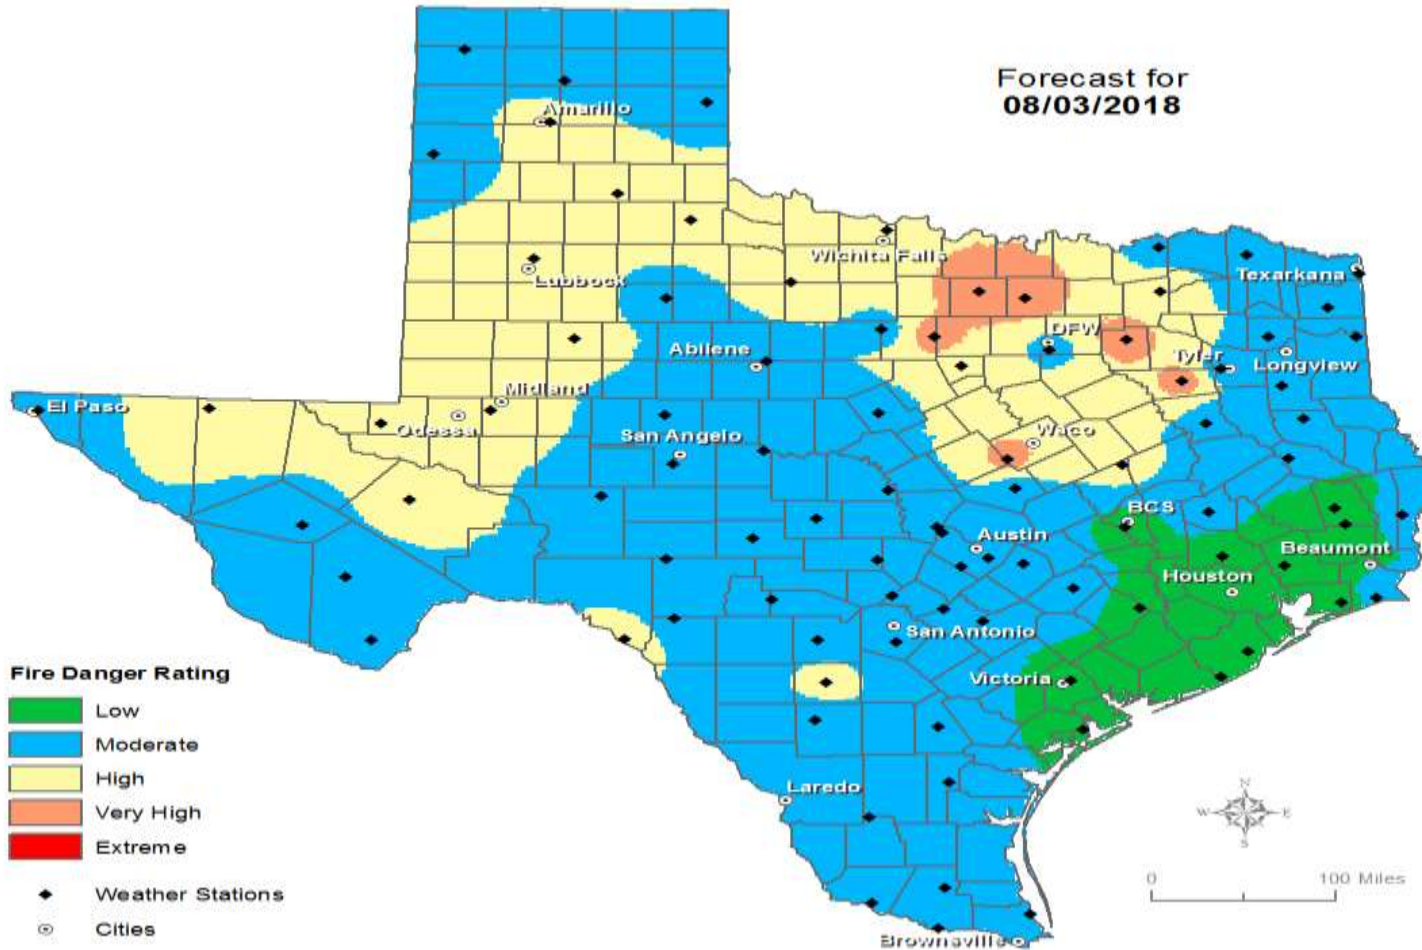 Forecast for
08/03/2018
Amarillo
Wichita Falls
Lubbock
Texarkana
DFW
Abilene
Tyler
Longview
Midland
El Paso
Odessa
San Angelo
Waco
BCS
Austin
Beaumont
Houston
San Antonio
Victoria
Laredo
Brownsville
Fire Danger Rating
Low
Moderate
High
Very High
Extreme
Weather Stations
Cities
N
W E
S
0 100 Miles